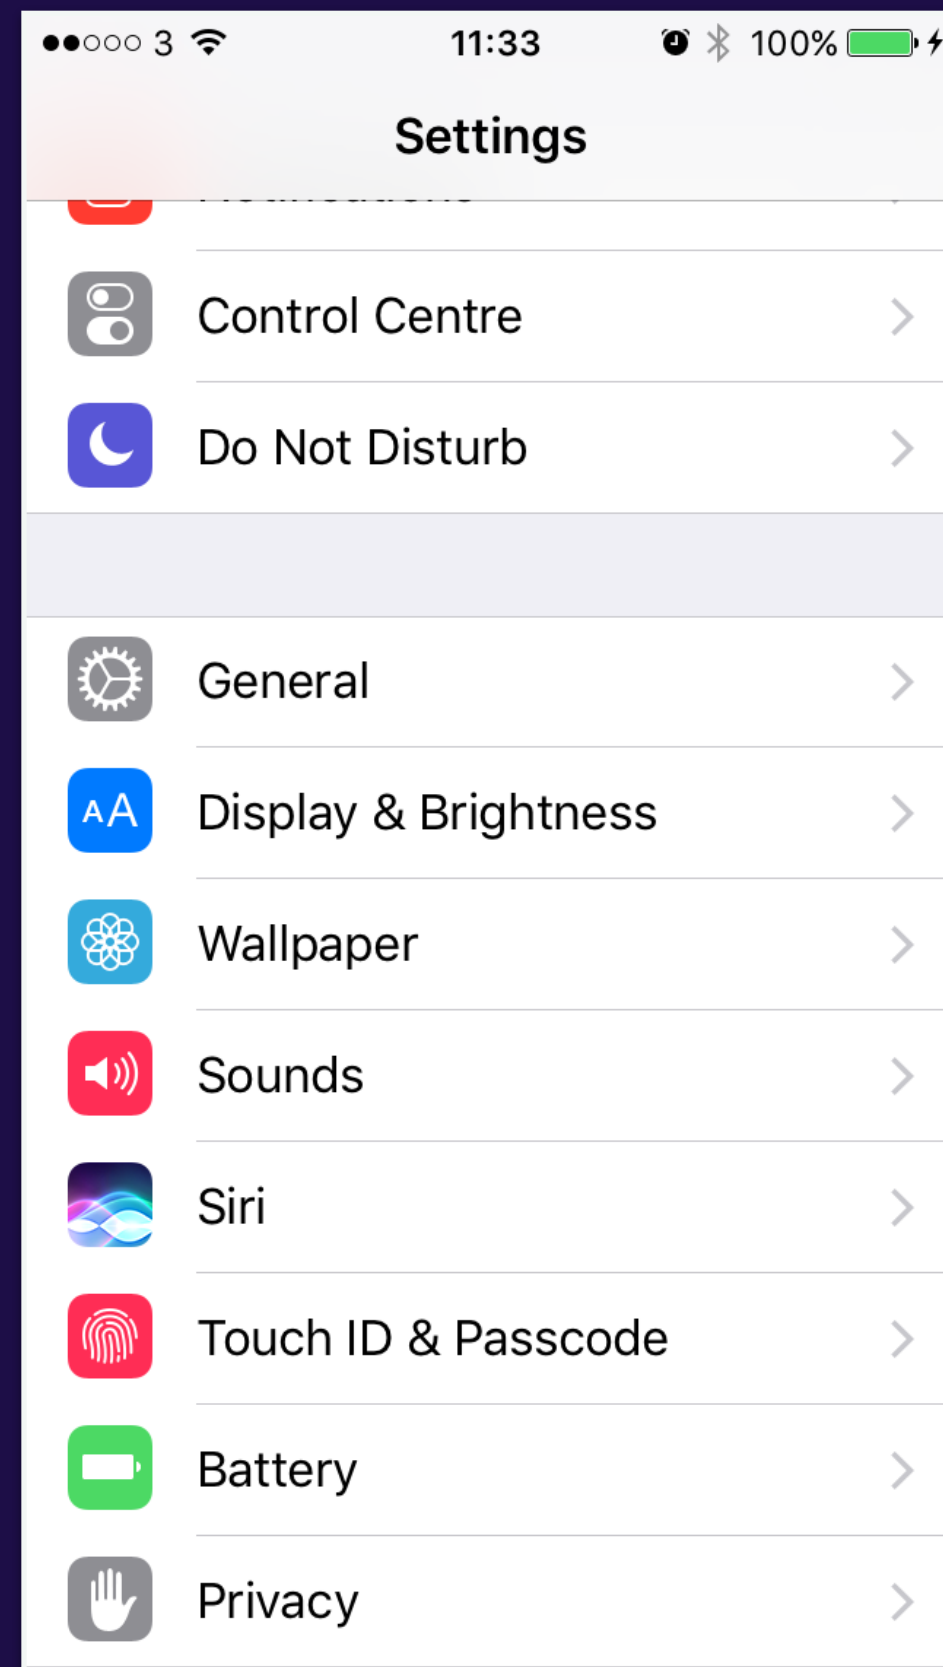 3 11:33 100%
Settings
Control Centre
Do Not Disturb
General
AA Display & Brightness
Wallpaper
Sounds
Siri
Touch ID & Passcode
Battery
Privacy